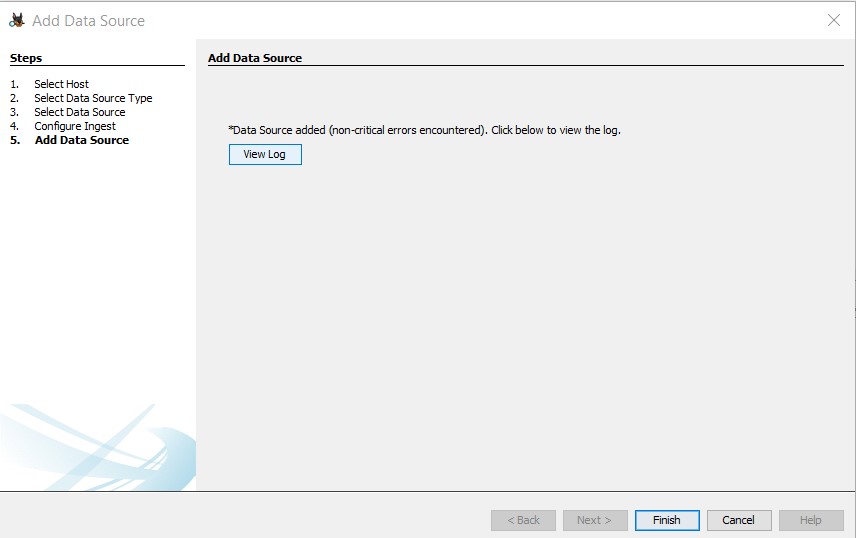 Add Data Source
Steps
1. Select Host
2. Select Data Source Type
3. Select Data Source
4. Configure Ingest
5. Add Data Source
Add Data Source
*Data Source added (non-critical errors encountered). Click below to view the log.
View Log
< Back
Next >
Finish
Cancel
Help